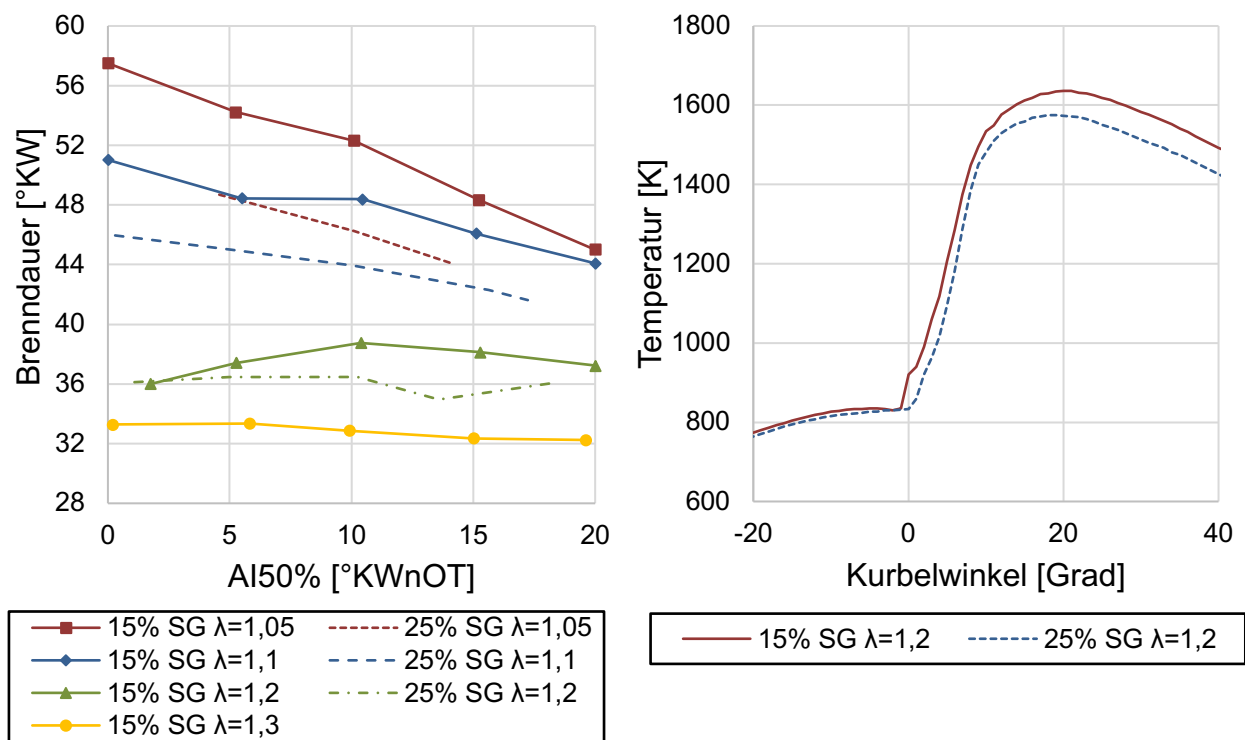 60
56
52
48
44
40
36
32
28
Brenndauer [°KW]
0 5 10 15 20
AI50% [°KWnOT]
15% SG λ=1,05 25% SG λ=1,05
15% SG λ=1,1 25% SG λ=1,1
15% SG λ=1,2 25% SG λ=1,2
15% SG λ=1,3
1800
1600
1400
1200
1000
800
600
Temperatur [K]
-20 0 20 40
Kurbelwinkel [Grad]
15% SG λ=1,2 25% SG λ=1,2